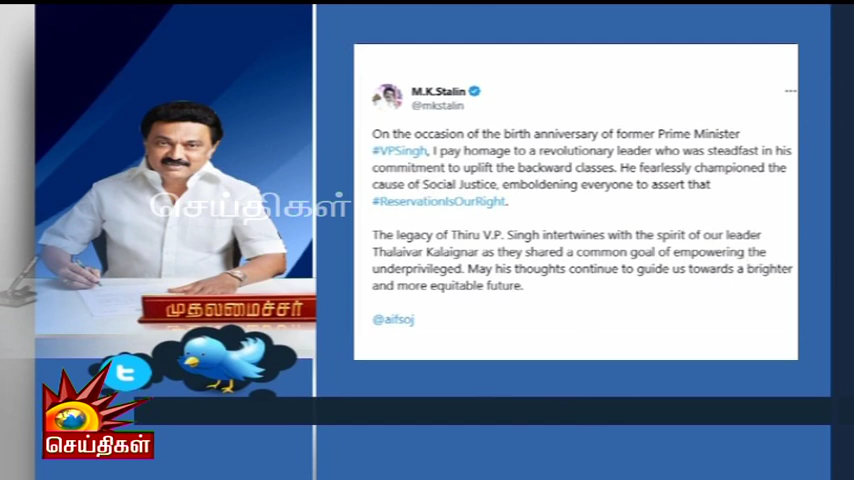 M.K.Stalin
@mkstalin
On the occasion of the birth anniversary of former Prime Minister
#VPSingh, I pay homage to a revolutionary leader who was steadfast in his
commitment to uplift the backward classes. He fearlessly championed the
cause of Social Justice, emboldening everyone to assert that
#ReservationIsOurRight.
The legacy of Thiru V.P. Singh intertwines with the spirit of our leader
Thalaivar Kalaignar as they shared a common goal of empowering the
underprivileged. May his thoughts continue to guide us towards a brighter
and more equitable future.
@aifsoj
செய்திகள்
முதலமைச்சர்
செய்திகள்